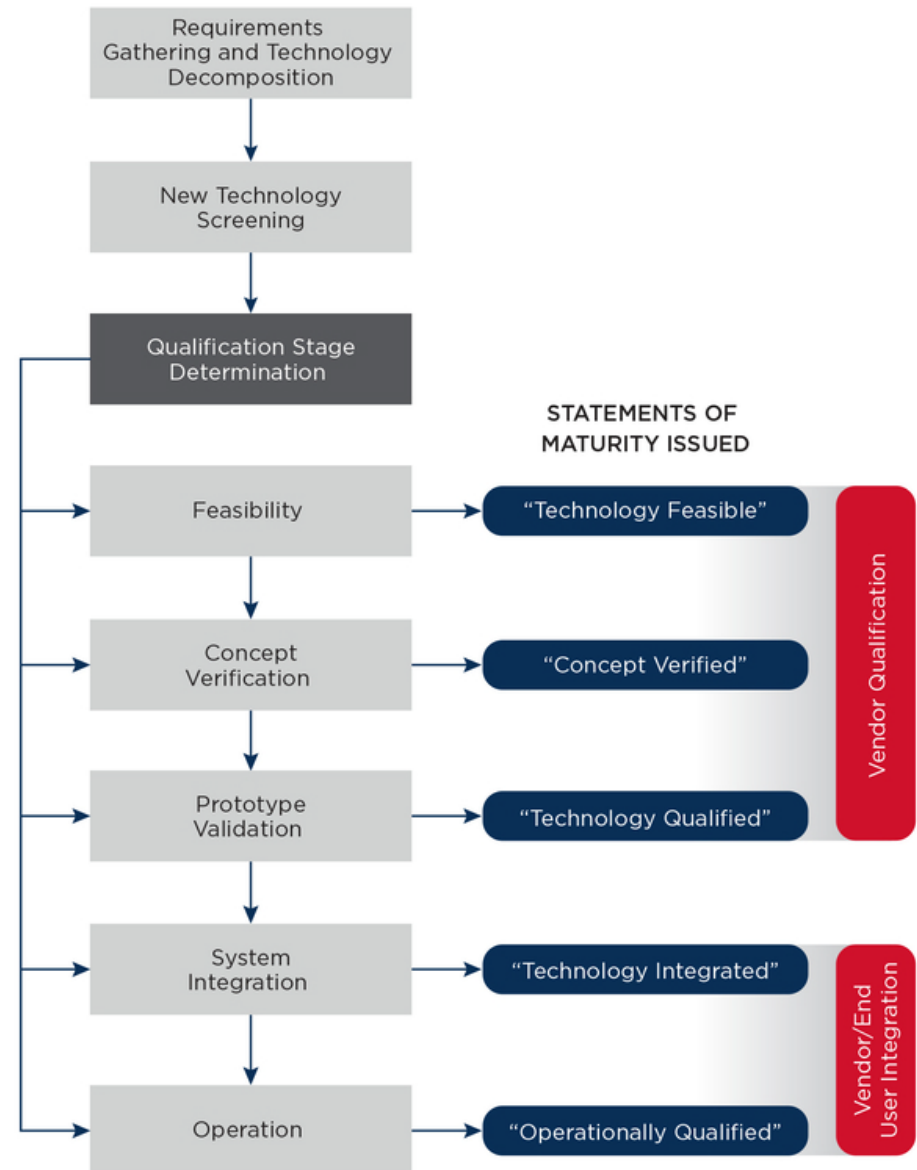 Requirements
Gathering and Technology
Decomposition
New Technology
Screening
Qualification Stage
Determination
STATEMENTS OF
MATURITY ISSUED
Feasibility
“Technology Feasible”
Concept
Verification
“Concept Verified”
Prototype
Validation
“Technology Qualified”
Vendor Qualification
System
Integration
“Technology Integrated”
Operation
“Operationally Qualified”
Vendor/End
User Integration